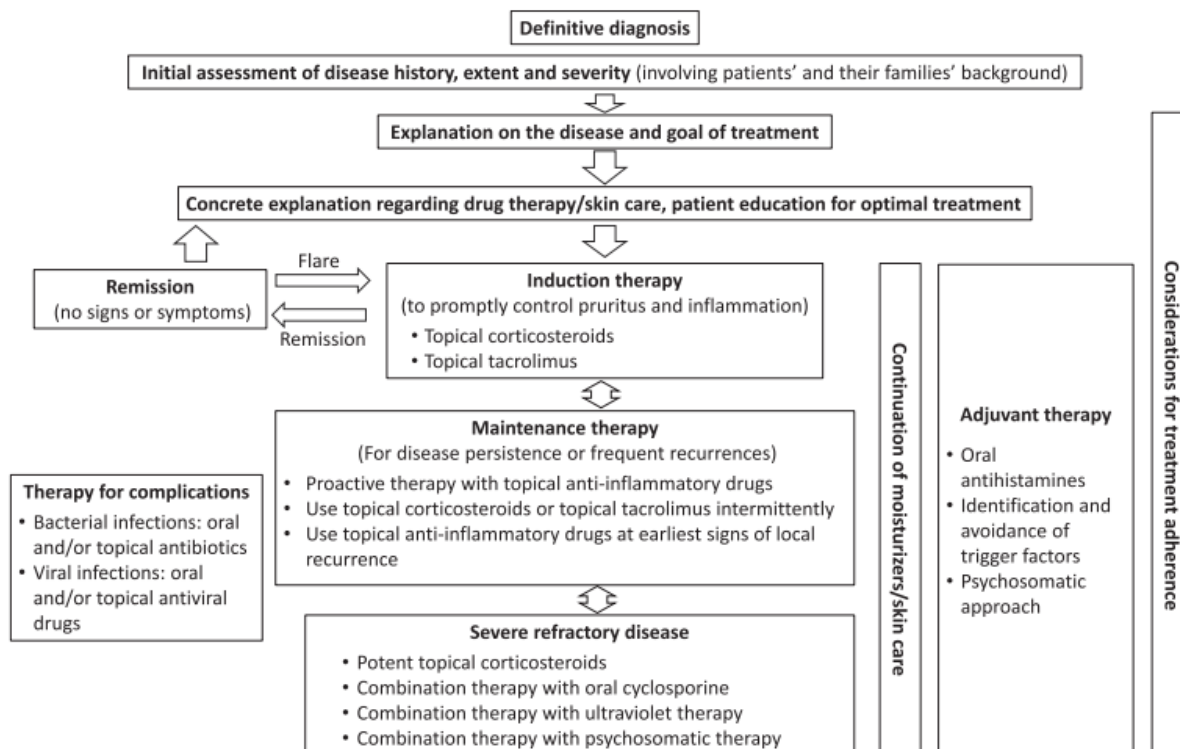 Definitive diagnosis
Initial assessment of disease history, extent and severity (involving patients' and their families' background)
Explanation on the disease and goal of treatment
Concrete explanation regarding drug therapy/skin care, patient education for optimal treatment
Remission
(no signs or symptoms)
Flare
Remission
Induction therapy
(to promptly control pruritus and inflammation)
• Topical corticosteroids
• Topical tacrolimus
Maintenance therapy
(For disease persistence or frequent recurrences)
• Proactive therapy with topical anti-inflammatory drugs
• Use topical corticosteroids or topical tacrolimus intermittently
• Use topical anti-inflammatory drugs at earliest signs of local
recurrence
Therapy for complications
• Bacterial infections: oral
and/or topical antibiotics
• Viral infections: oral
and/or topical antiviral
drugs
Severe refractory disease
• Potent topical corticosteroids
• Combination therapy with oral cyclosporine
• Combination therapy with ultraviolet therapy
• Combination therapy with psychosomatic therapy
Continuation of moisturizers/skin care
Adjuvant therapy
• Oral
antihistamines
• Identification and
avoidance of
trigger factors
• Psychosomatic
approach
Considerations for treatment adherence